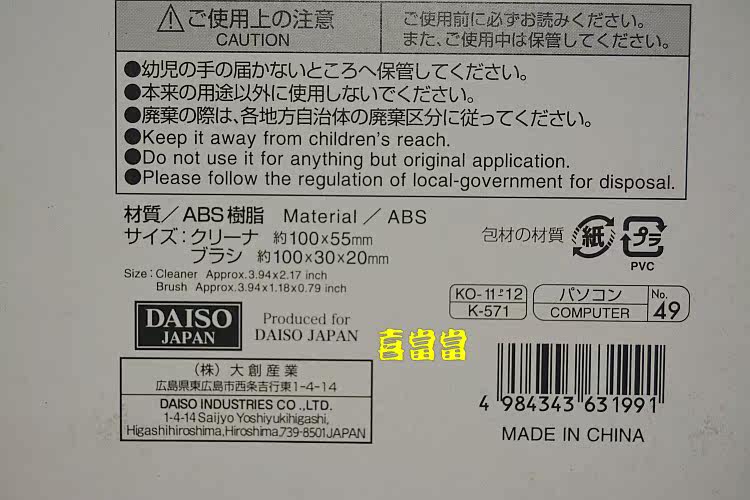 ご使用上の注意
CAUTION
ご使用前に必ずお読みください。
また、ご使用中は保管してください。
●幼児の手の届かないところへ保管してください。
●本来の用途以外に使用しないでください。
●廃棄の際は、各地方自治体の廃棄区分に従ってください。
●Keep it away from children's reach.
●Do not use it for anything but original application.
●Please follow the regulation of local-government for disposal.
材質／ABS樹脂 Material／ABS
サイズ：クリーナ 約100×55mm
ブラシ 約100×30×20mm
Size：Cleaner Approx.3.94×2.17 inch
Brush Approx.3.94×1.18×0.79 inch
包材の材質 紙 プラ
PVC
KO-11-12
K-571
パソコン
COMPUTER
No.
49
DAISO
JAPAN
Produced for
DAISO JAPAN
喜當當
（株）大創産業
広島県東広島市西条吉行東1-4-14
DAISO INDUSTRIES CO.,LTD.
1-4-14 Saijyo Yoshiyukihigashi,
Higashihiroshima,Hiroshima,739-8501JAPAN
4 984343 631991
MADE IN CHINA